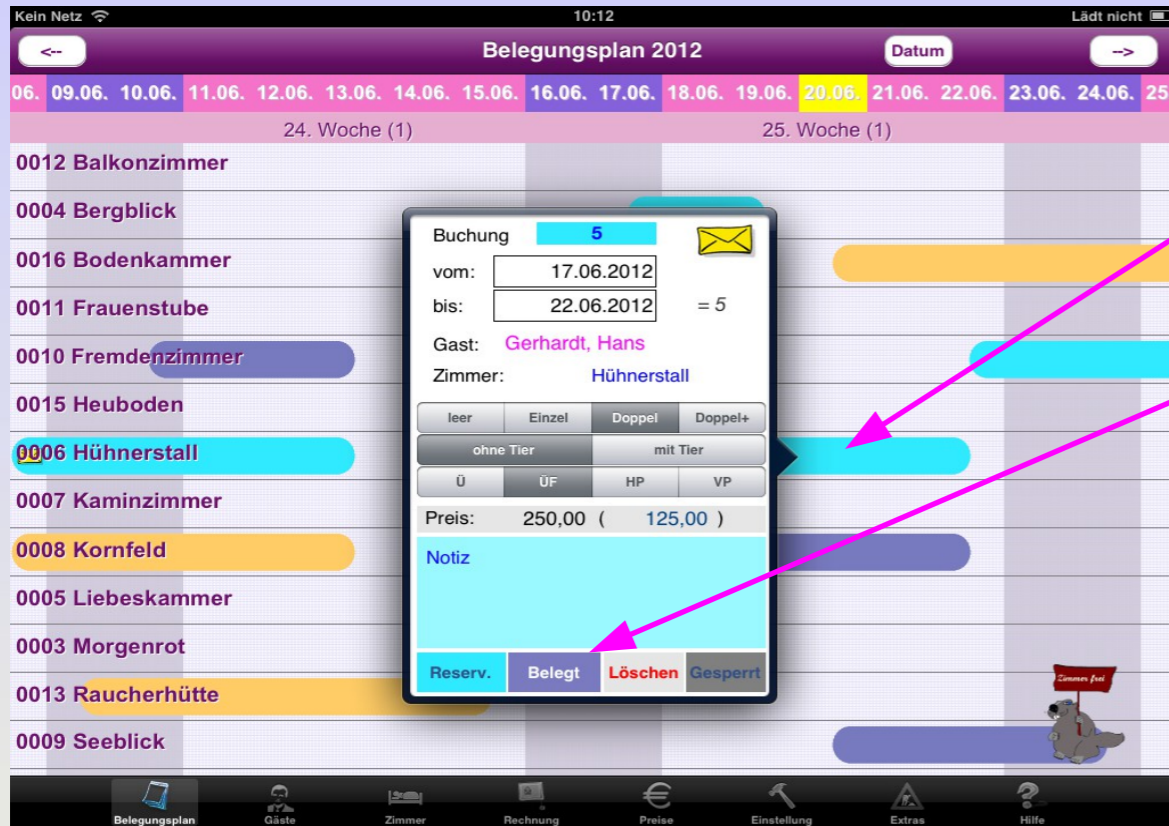 Kein Netz 10:12 Lädt nicht
<-- Belegungsplan 2012 Datum -->
06. 09.06. 10.06. 11.06. 12.06. 13.06. 14.06. 15.06. 16.06. 17.06. 18.06. 19.06. 20.06. 21.06. 22.06. 23.06. 24.06. 25
24. Woche (1) 25. Woche (1)
0012 Balkonzimmer
0004 Bergblick
0016 Bodenkammer
0011 Frauenstube
0010 Fremdenzimmer
0015 Heuboden
0006 Hühnerstall
0007 Kaminzimmer
0008 Kornfeld
0005 Liebeskammer
0003 Morgenrot
0013 Raucherhütte
0009 Seeblick
Buchung 5
vom: 17.06.2012
bis: 22.06.2012 = 5
Gast: Gerhardt, Hans
Zimmer: Hühnerstall
leer Einzel Doppel Doppel+
ohne Tier mit Tier
Ü ÜF HP VP
Preis: 250,00 ( 125,00 )
Notiz
Reserv. Belegt Löschen Gesperrt
Zimmer frei
Belegungsplan Gäste Zimmer Rechnung Preise Einstellung Extras Hilfe